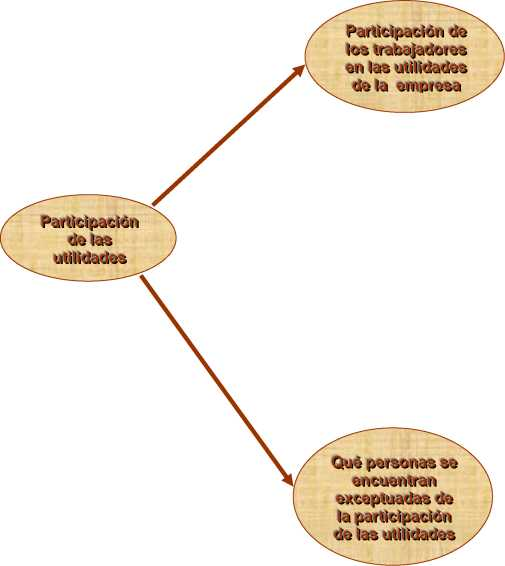 Participación de
los trabajadores
en las utilidades
de la empresa
Participación
de las
utilidades
Qué personas se
encuentran
exceptuadas de
la participación
de las utilidades